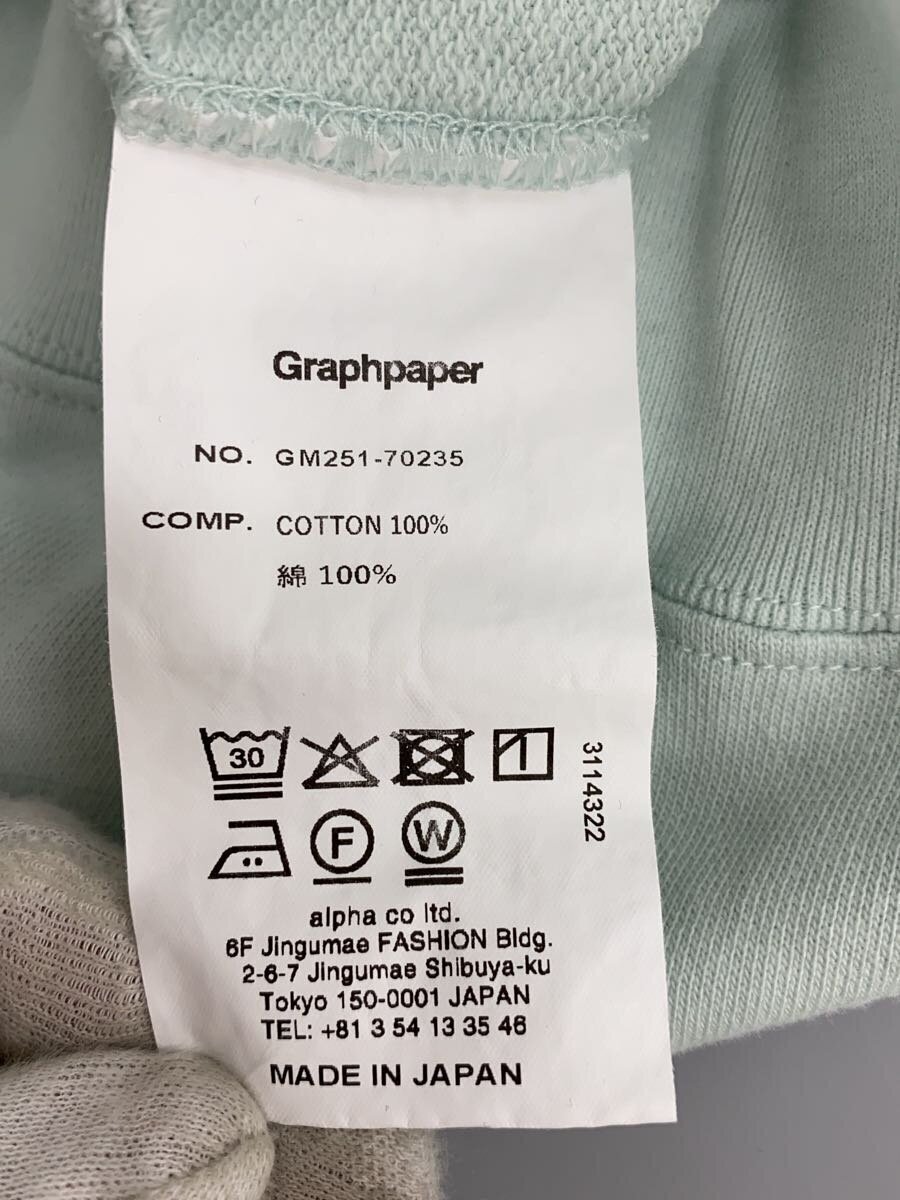 Graphpaper
NO. GM251-70235
COMP. COTTON 100%
綿 100%
30
3114322
F
W
alpha co ltd.
6F Jingumae FASHION Bldg.
2-6-7 Jingumae Shibuya-ku
Tokyo 150-0001 JAPAN
TEL: +81 3 54 13 35 46
MADE IN JAPAN